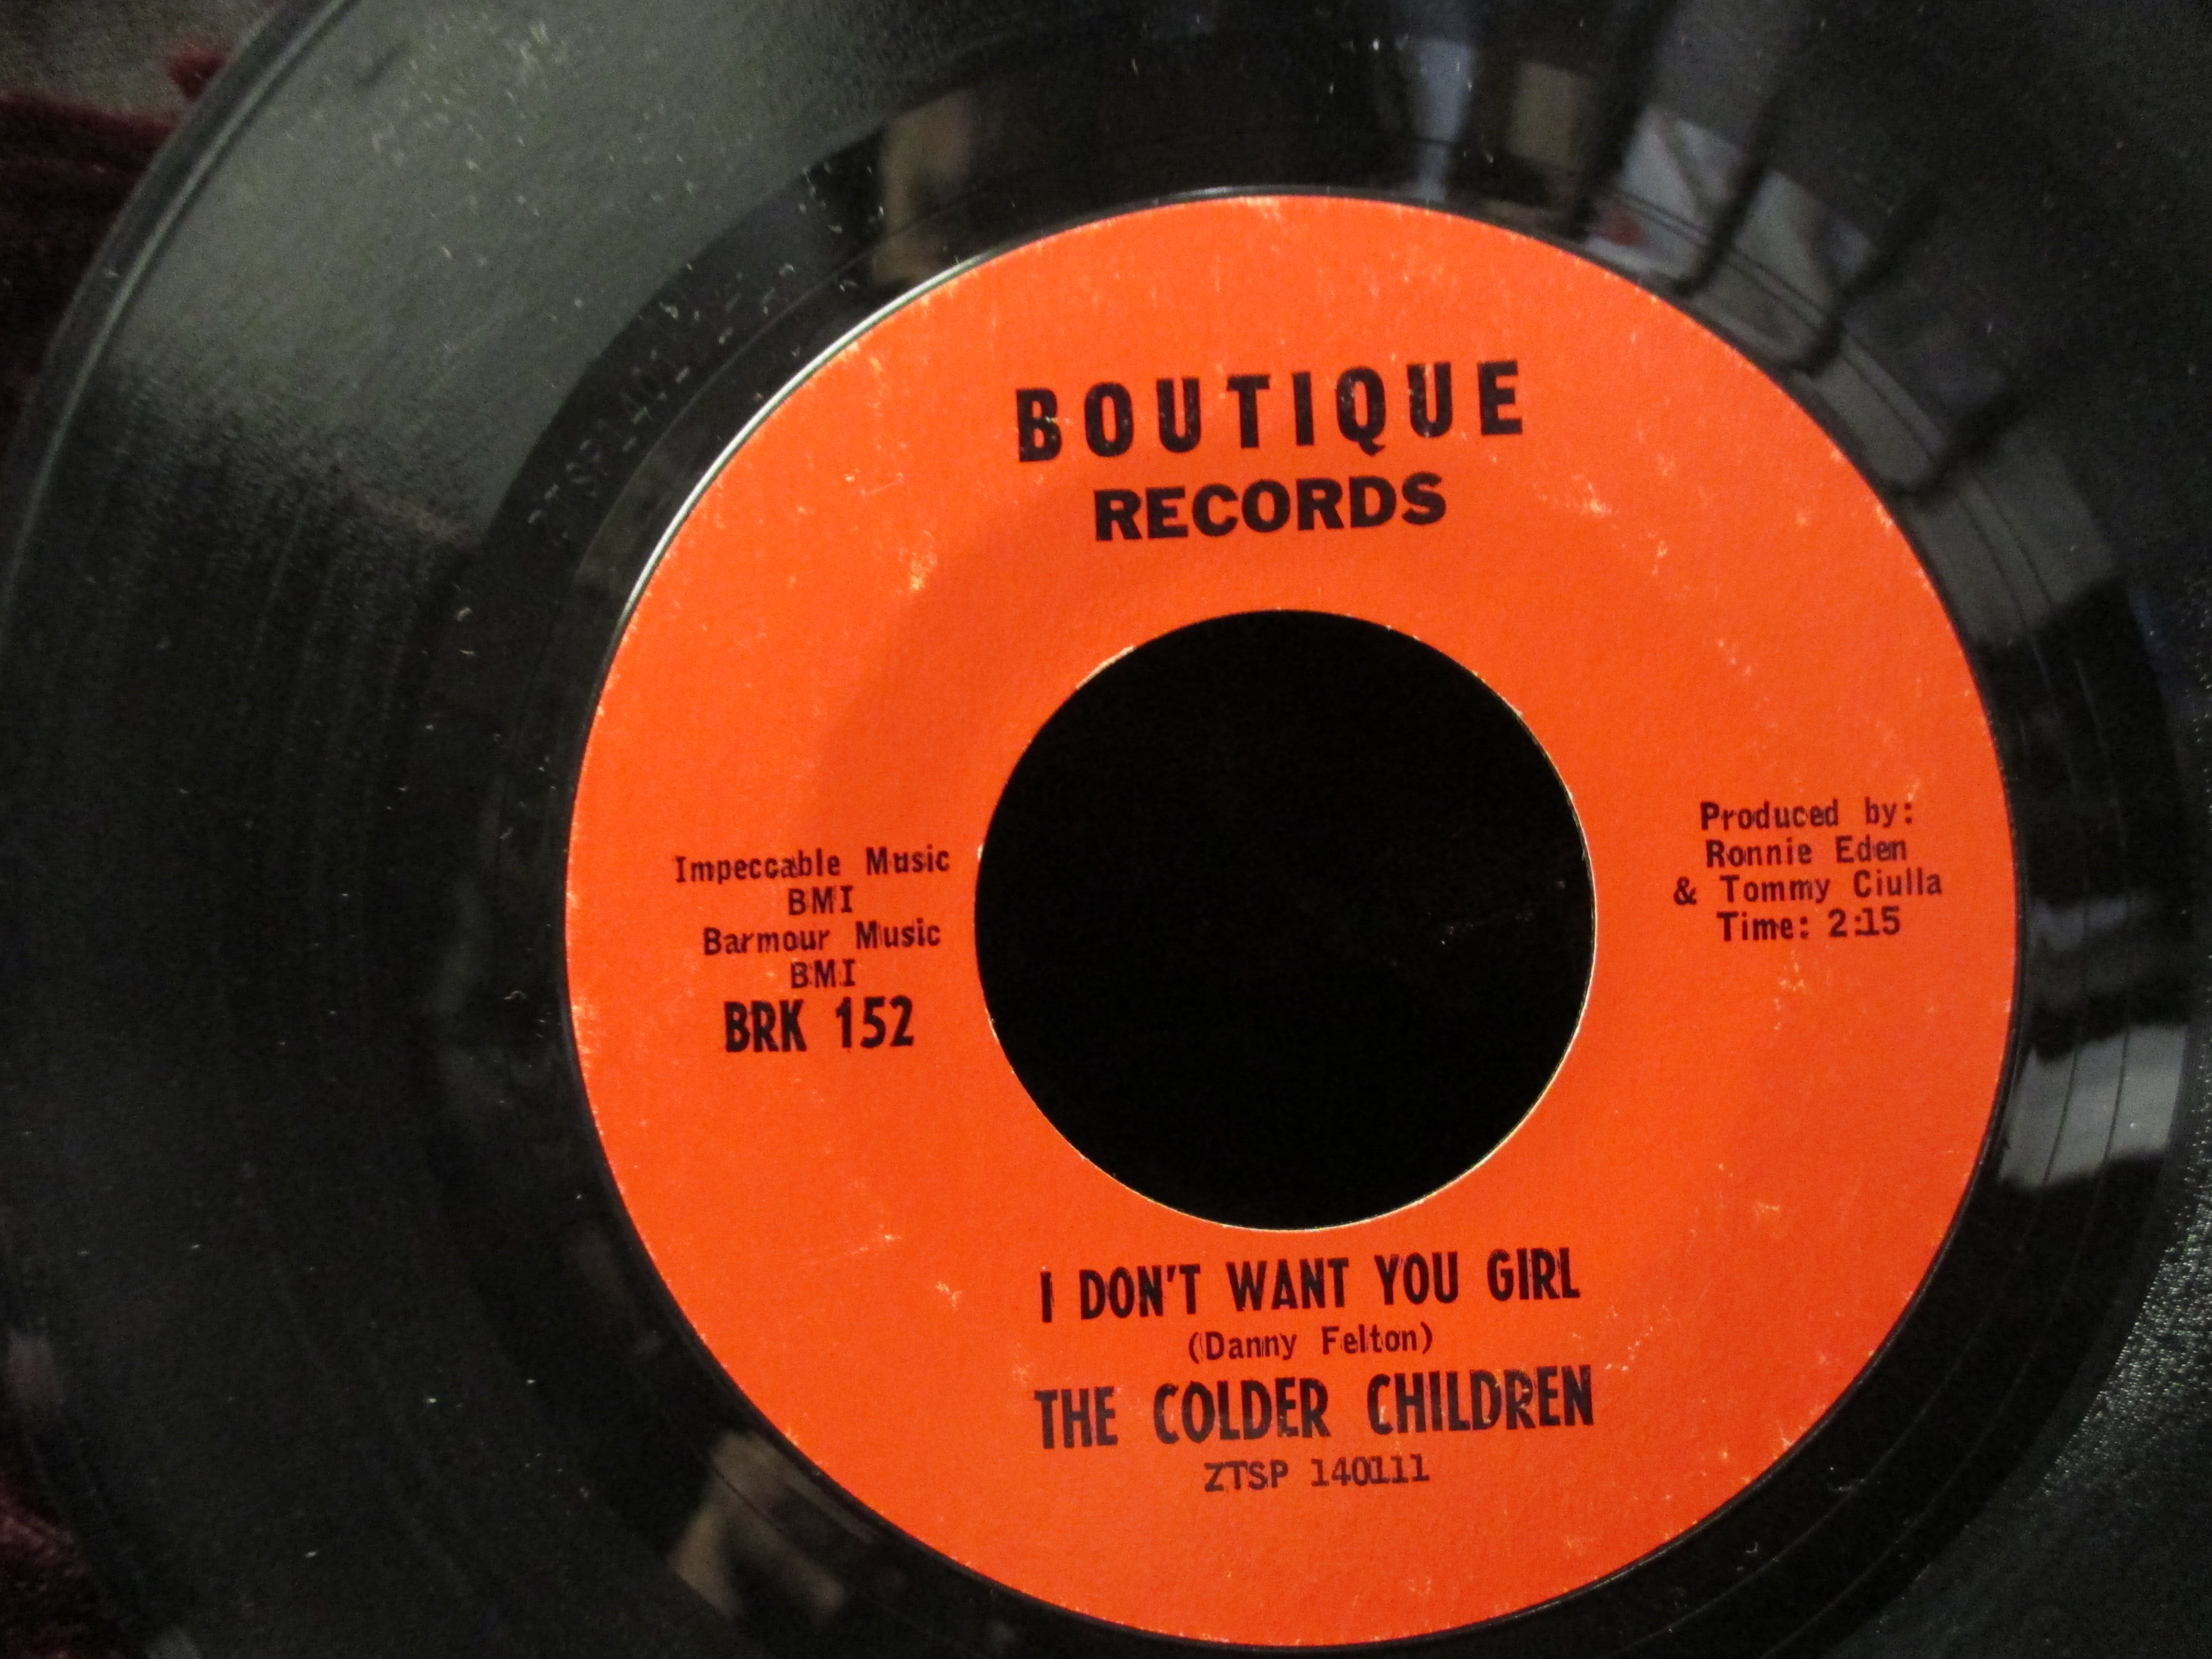 BOUTIQUE
RECORDS
Impeccable Music
BMI
Barmour Music
BMI
BRK 152
Produced by:
Ronnie Eden
& Tommy Ciulla
Time: 2:15
I DON'T WANT YOU GIRL
(Danny Felton)
THE COLDER CHILDREN
ZTSP 140111